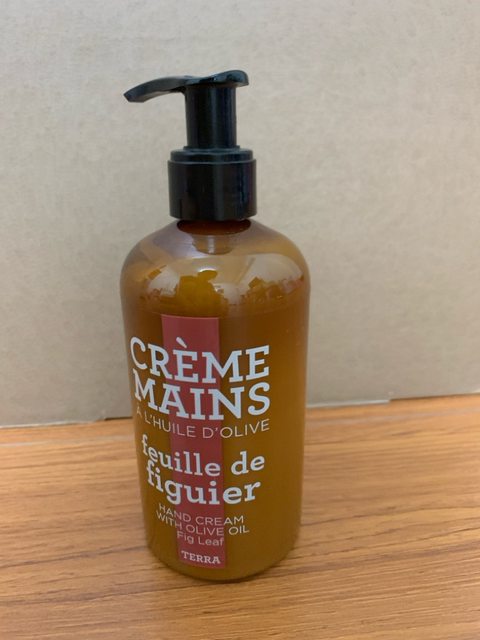 CRÈME
MAINS
À L'HUILE D'OLIVE
feuille de
figuier
HAND CREAM
WITH OLIVE OIL
Fig Leaf
TERRA